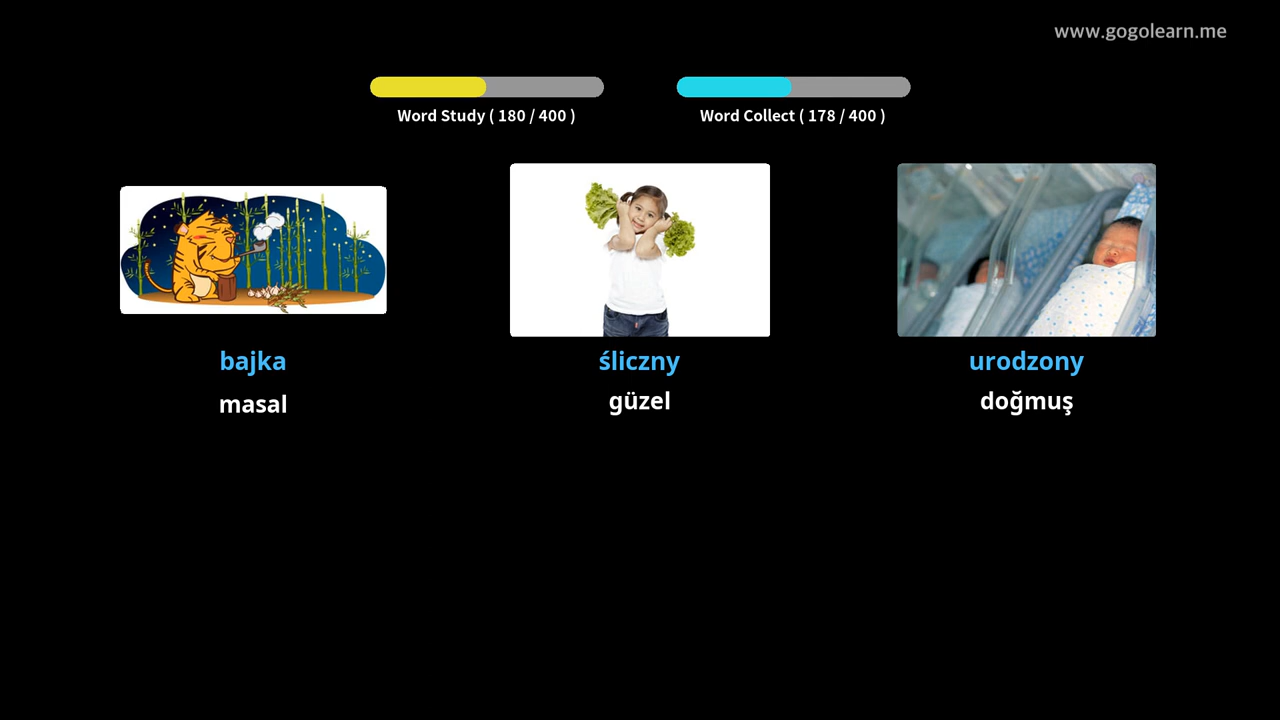 www.gogolearn.me
Word Study ( 180 / 400 )
Word Collect ( 178 / 400 )
bajka
śliczny
urodzony
masal
güzel
doğmuş